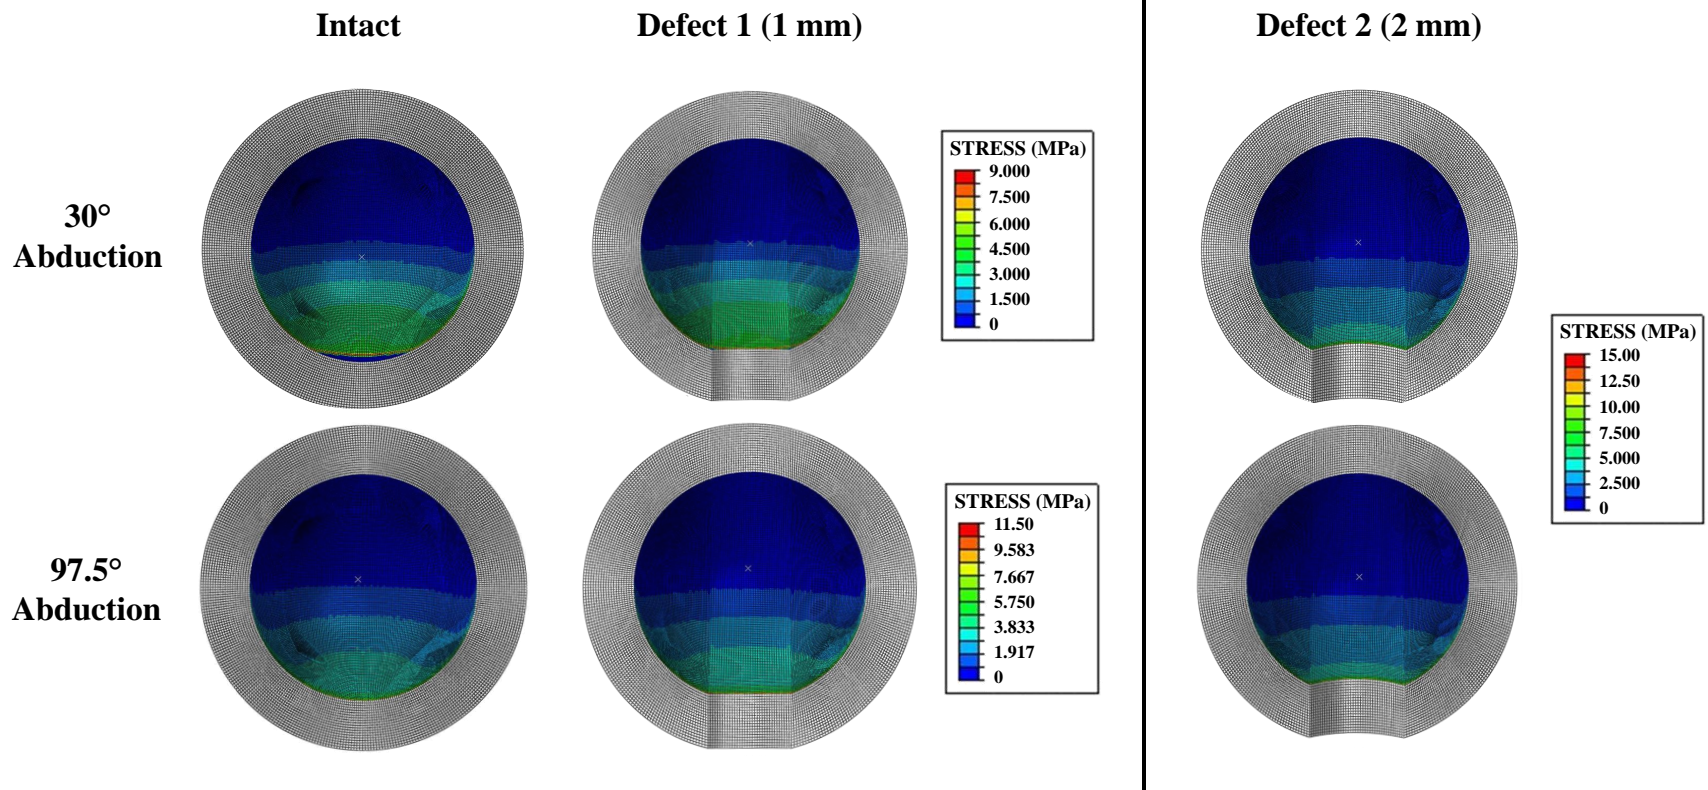 Intact
Defect 1 (1 mm)
Defect 2 (2 mm)
30°
Abduction
STRESS (MPa)
9.000
7.500
6.000
4.500
3.000
1.500
0
STRESS (MPa)
15.00
12.50
10.00
7.500
5.000
2.500
0
97.5°
Abduction
STRESS (MPa)
11.50
9.583
7.667
5.750
3.833
1.917
0